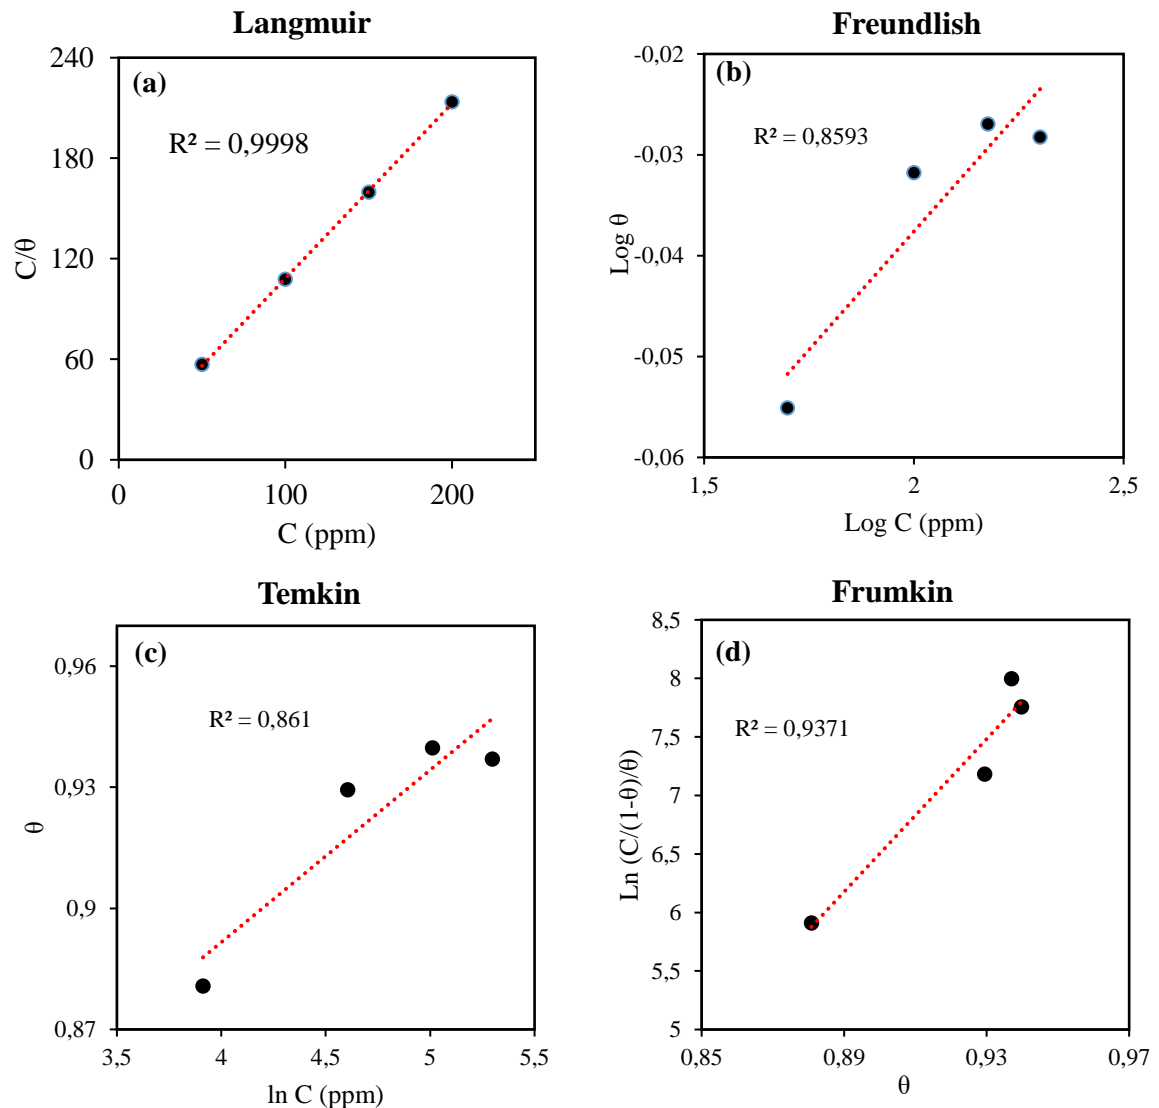 Langmuir
(a)
R² = 0,9998
240
180
120
60
0
0 100 200
C/θ
C (ppm)
Freundlish
(b)
R² = 0,8593
-0,02
-0,03
-0,04
-0,05
-0,06
1,5 2 2,5
Log θ
Log C (ppm)
Temkin
(c)
R² = 0,861
0,96
0,93
0,9
0,87
3,5 4 4,5 5 5,5
θ
ln C (ppm)
Frumkin
(d)
R² = 0,9371
8,5
8
7,5
7
6,5
6
5,5
5
0,85 0,89 0,93 0,97
Ln (C/(1-θ)/θ)
θ